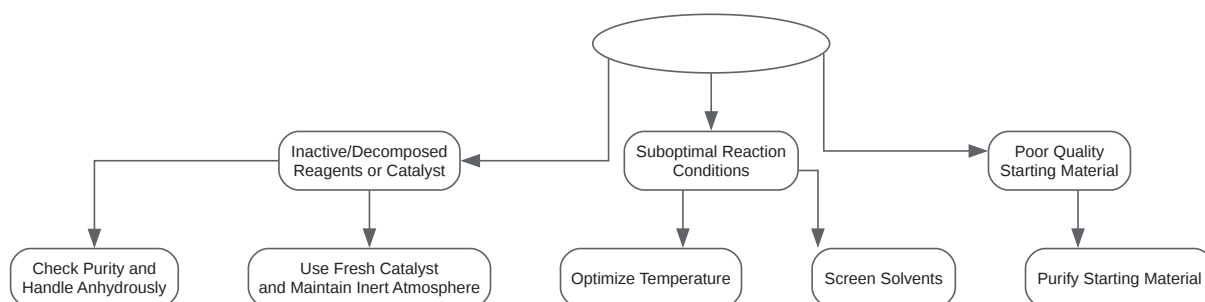 Inactive/Decomposed
Reagents or Catalyst
Suboptimal Reaction
Conditions
Poor Quality
Starting Material
Check Purity and
Handle Anhydrously
Use Fresh Catalyst
and Maintain Inert Atmosphere
Optimize Temperature
Screen Solvents
Purify Starting Material